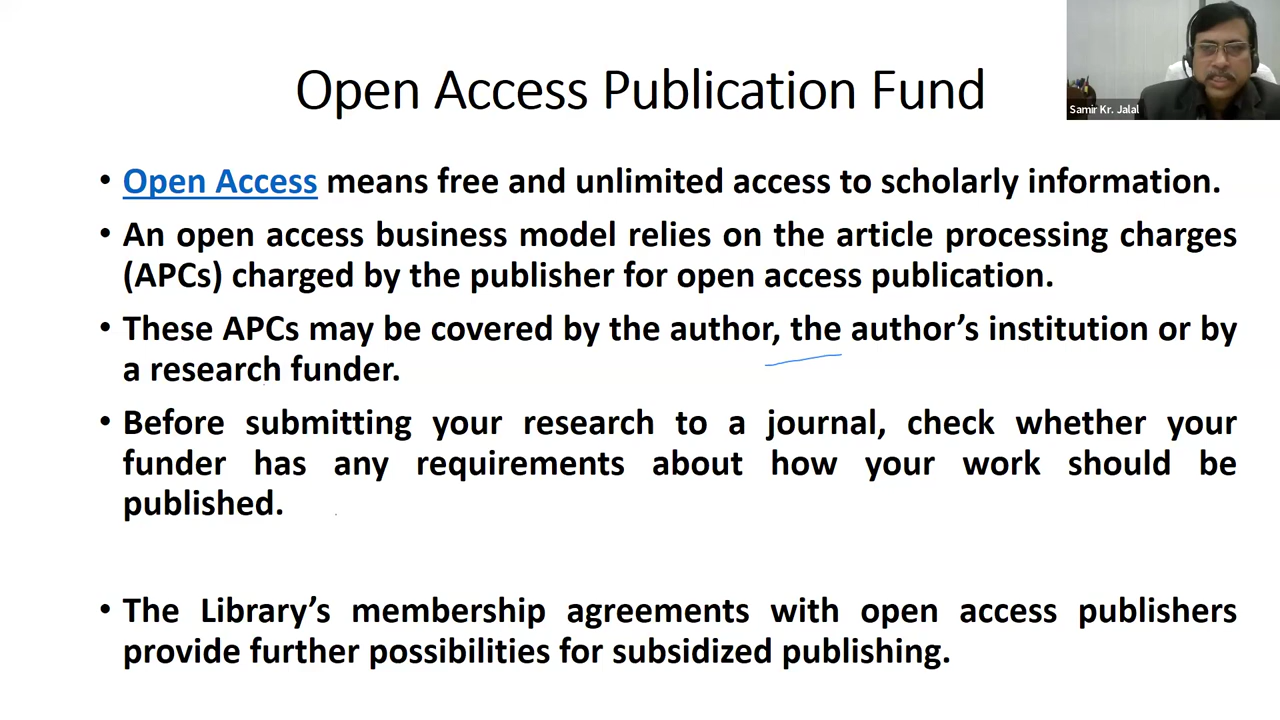 Open Access Publication Fund
Samir Kr. Jalal
• Open Access means free and unlimited access to scholarly information.
• An open access business model relies on the article processing charges
(APCs) charged by the publisher for open access publication.
• These APCs may be covered by the author, the author’s institution or by
a research funder.
• Before submitting your research to a journal, check whether your
funder has any requirements about how your work should be
published.
• The Library’s membership agreements with open access publishers
provide further possibilities for subsidized publishing.